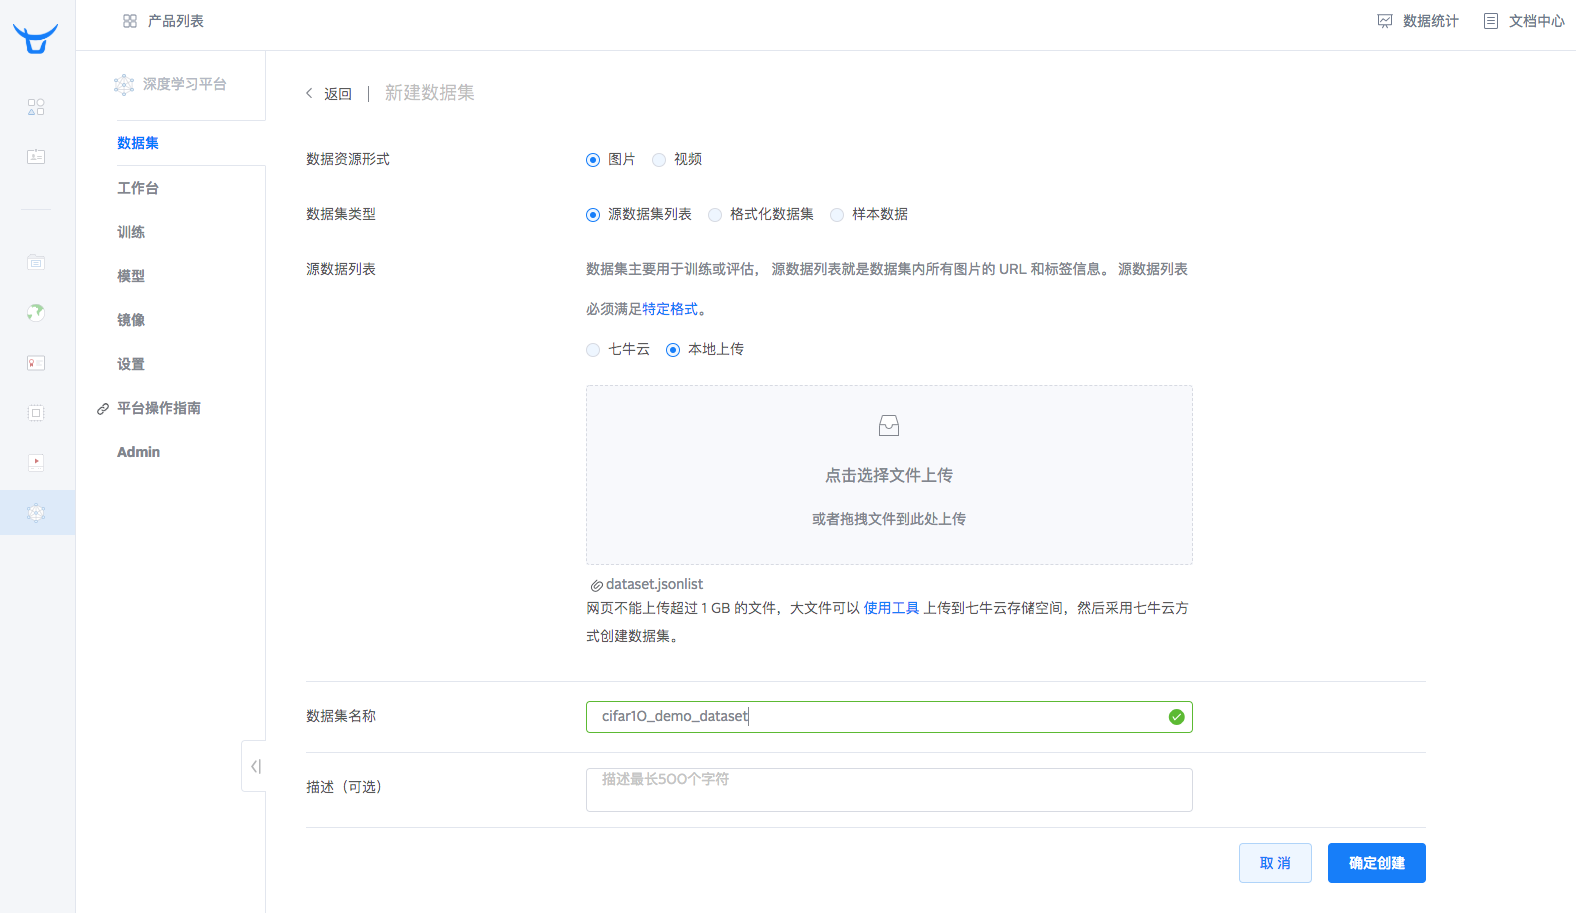 产品列表
数据统计
文档中心
深度学习平台
数据集
工作台
训练
模型
镜像
设置
平台操作指南
Admin
返回 | 新建数据集
数据资源形式
图片 视频
数据集类型
源数据集列表 格式化数据集 样本数据
源数据列表
数据集主要用于训练或评估， 源数据列表就是数据集内所有图片的 URL 和标签信息。 源数据列表
必须满足特定格式。
七牛云 本地上传
点击选择文件上传
或者拖拽文件到此处上传
dataset.jsonlist
网页不能上传超过 1 GB 的文件，大文件可以 使用工具 上传到七牛云存储空间，然后采用七牛云方
式创建数据集。
数据集名称
cifar10_demo_dataset
描述（可选）
描述最长500个字符
取 消
确定创建